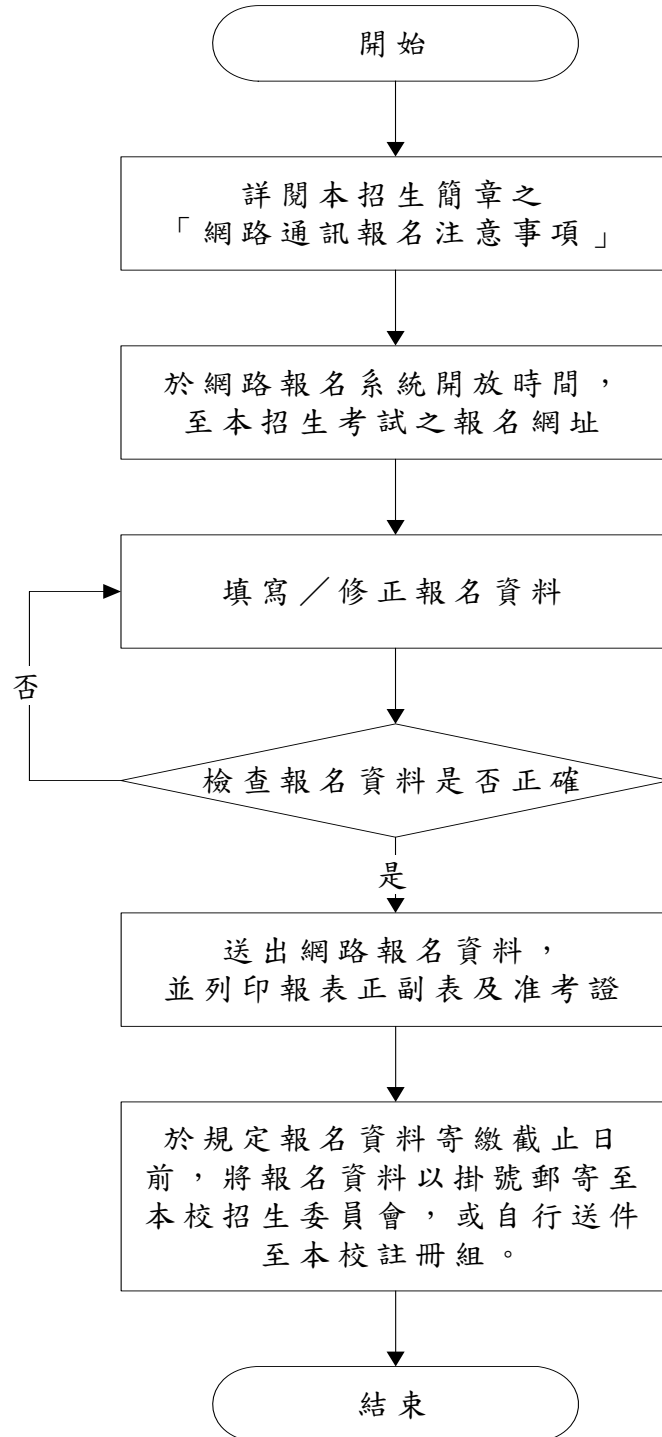 開始
詳閱本招生簡章之
「網路通訊報名注意事項」
於網路報名系統開放時間，
至本招生考試之報名網址
填寫／修正報名資料
否
檢查報名資料是否正確
是
送出網路報名資料，
並列印報表正副表及准考證
於規定報名資料寄繳截止日
前，將報名資料以掛號郵寄至
本校招生委員會，或自行送件
至本校註冊組。
結束